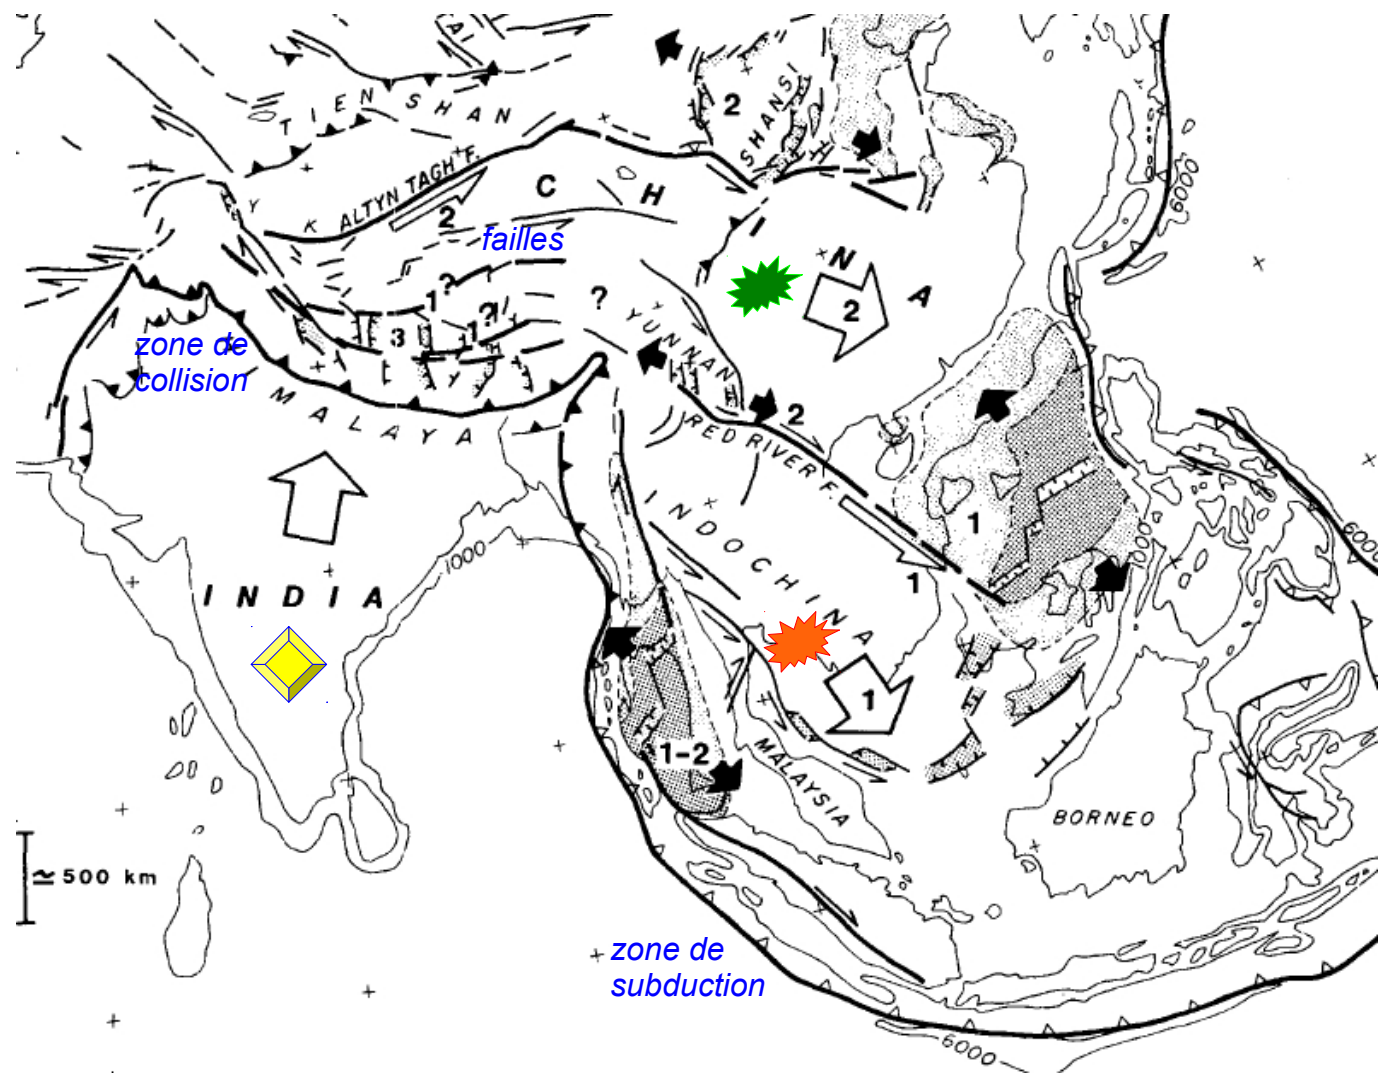 AI
TIEN SHAN
2
SHANSI
ALTYN TAGH F.
2
C H I N A
failles
K
Y
2
1?
1?
3
?
YUNNAN
zone de
collision
MALAYA
2
RED RIVER F.
1
1
INDOCHINA
1000
INDIA
1
1-2
MALAYSIA
BORNEO
≃ 500 km
zone de
subduction
6000
6000
6000